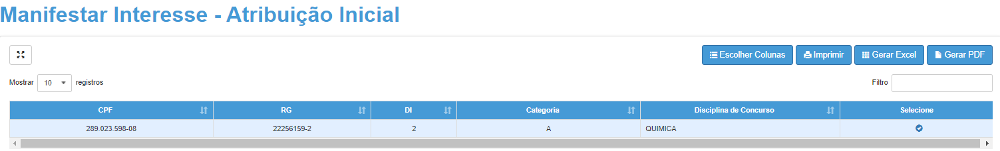 Manifestar Interesse - Atribuição Inicial
Escolher Colunas Imprimir Gerar Excel Gerar PDF
Mostrar 10 registros Filtro
CPF RG DI Categoria Disciplina de Concurso Selecione
289.023.598-08 22256159-2 2 A QUIMICA